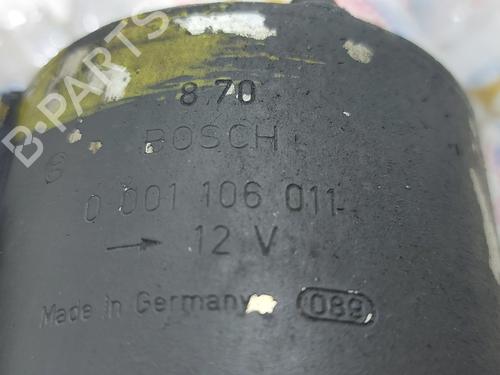 8.70
BOSCH
0 001 106 011
→ 12 V
Made in Germany 089
B-PARTS